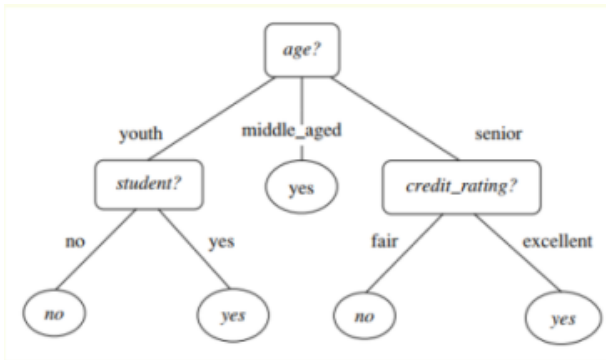 age?
youth
middle_aged
senior
student?
yes
credit_rating?
no
yes
fair
excellent
no
yes
no
yes